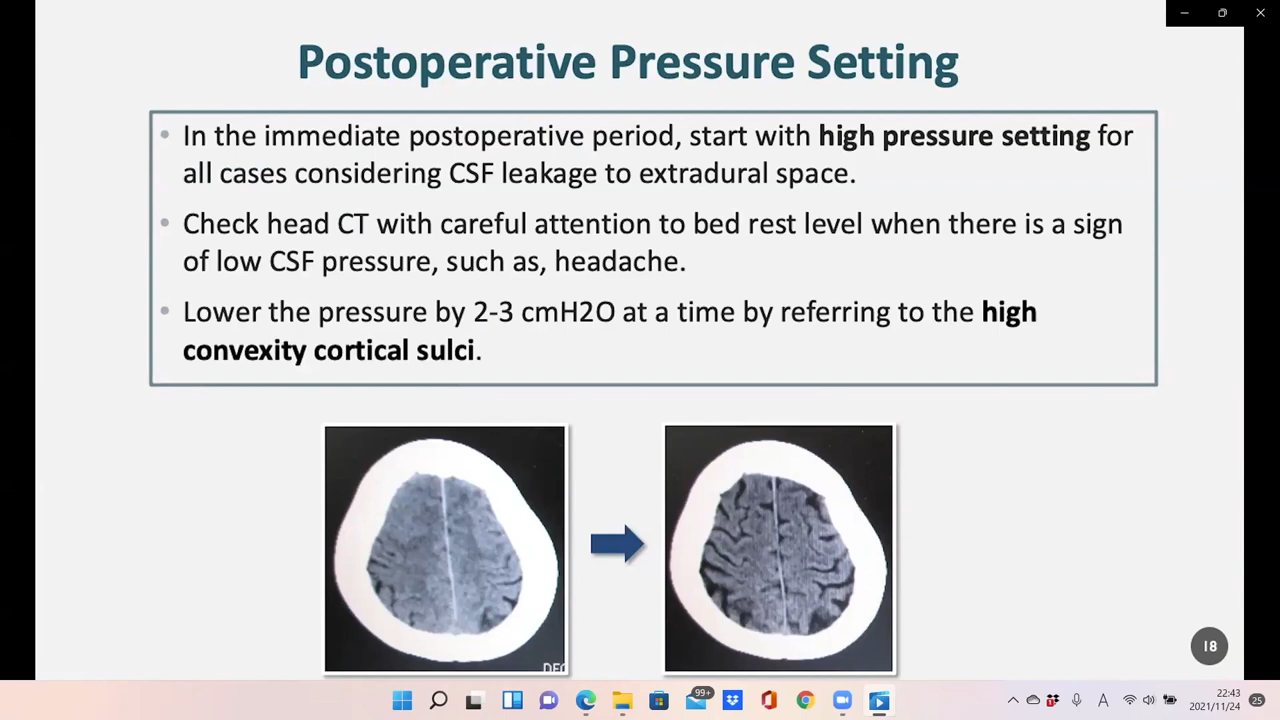 Postoperative Pressure Setting
• In the immediate postoperative period, start with high pressure setting for
all cases considering CSF leakage to extradural space.
• Check head CT with careful attention to bed rest level when there is a sign
of low CSF pressure, such as, headache.
• Lower the pressure by 2-3 cmH2O at a time by referring to the high
convexity cortical sulci.
DEC
18
99+
A
22:43
2021/11/24
25